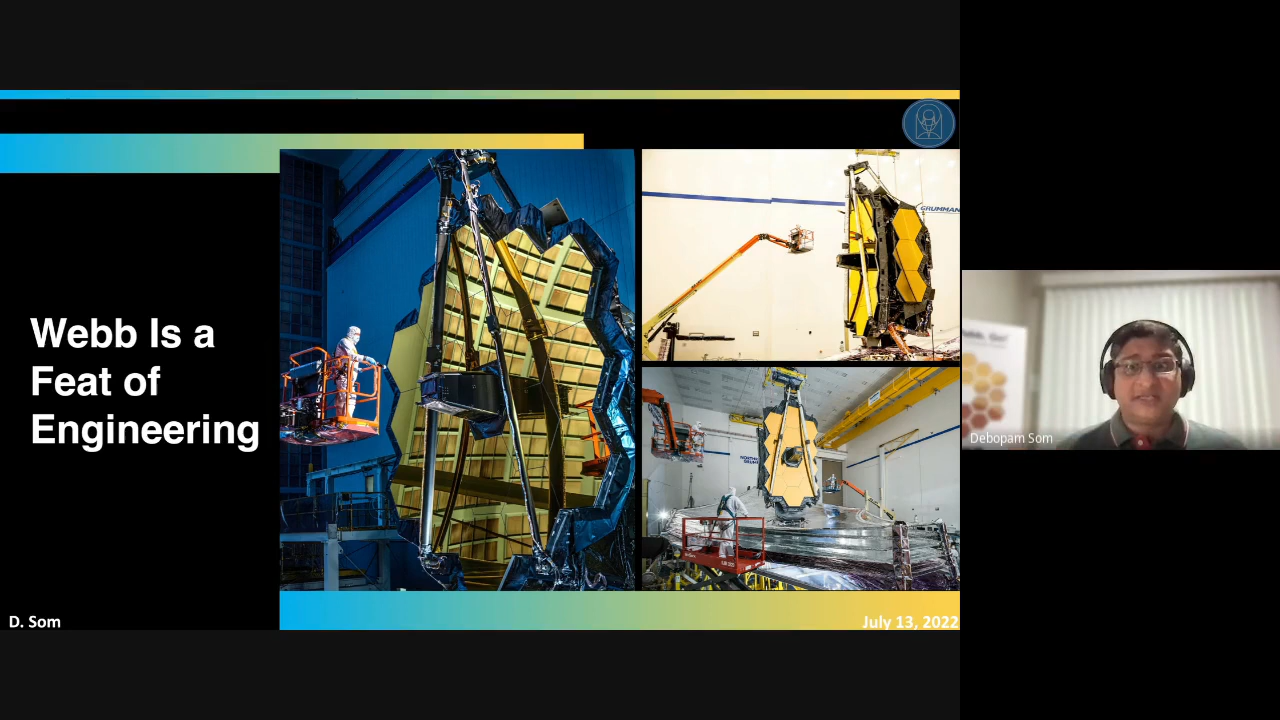 Webb Is a
Feat of
Engineering
GRUMMAN
D. Som
July 13, 2022
Debopam Som